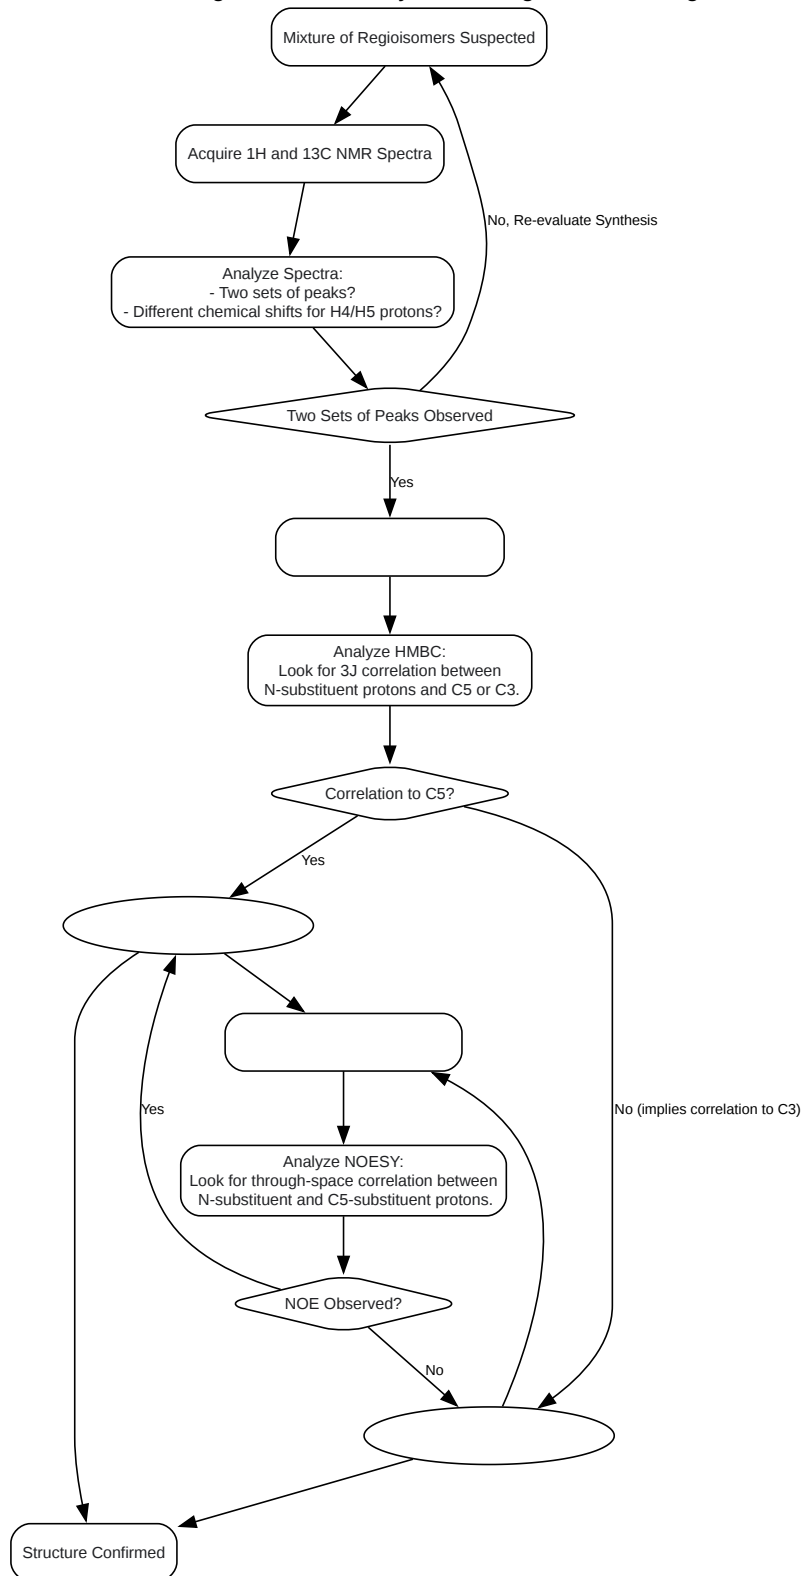 Mixture of Regioisomers Suspected
Acquire 1H and 13C NMR Spectra
No, Re-evaluate Synthesis
Analyze Spectra:
- Two sets of peaks?
- Different chemical shifts for H4/H5 protons?
Two Sets of Peaks Observed
Yes
Analyze HMBC:
Look for 3J correlation between
N-substituent protons and C5 or C3.
Correlation to C5?
Yes
Yes
No (implies correlation to C3)
Analyze NOESY:
Look for through-space correlation between
N-substituent and C5-substituent protons.
NOE Observed?
No
Structure Confirmed